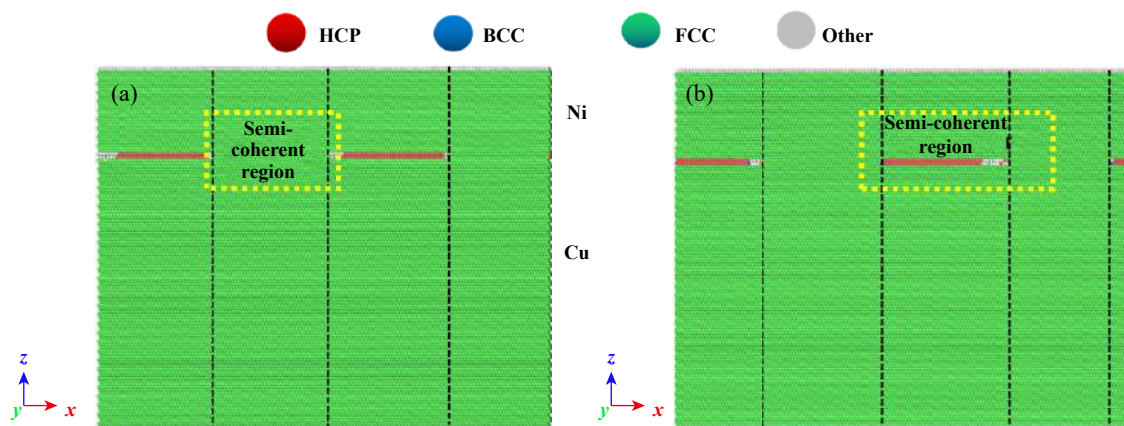 HCP BCC FCC Other
(a)
Semi-
coherent
region
Ni
Cu
z
y x
(b)
Semi-coherent
region
z
y x